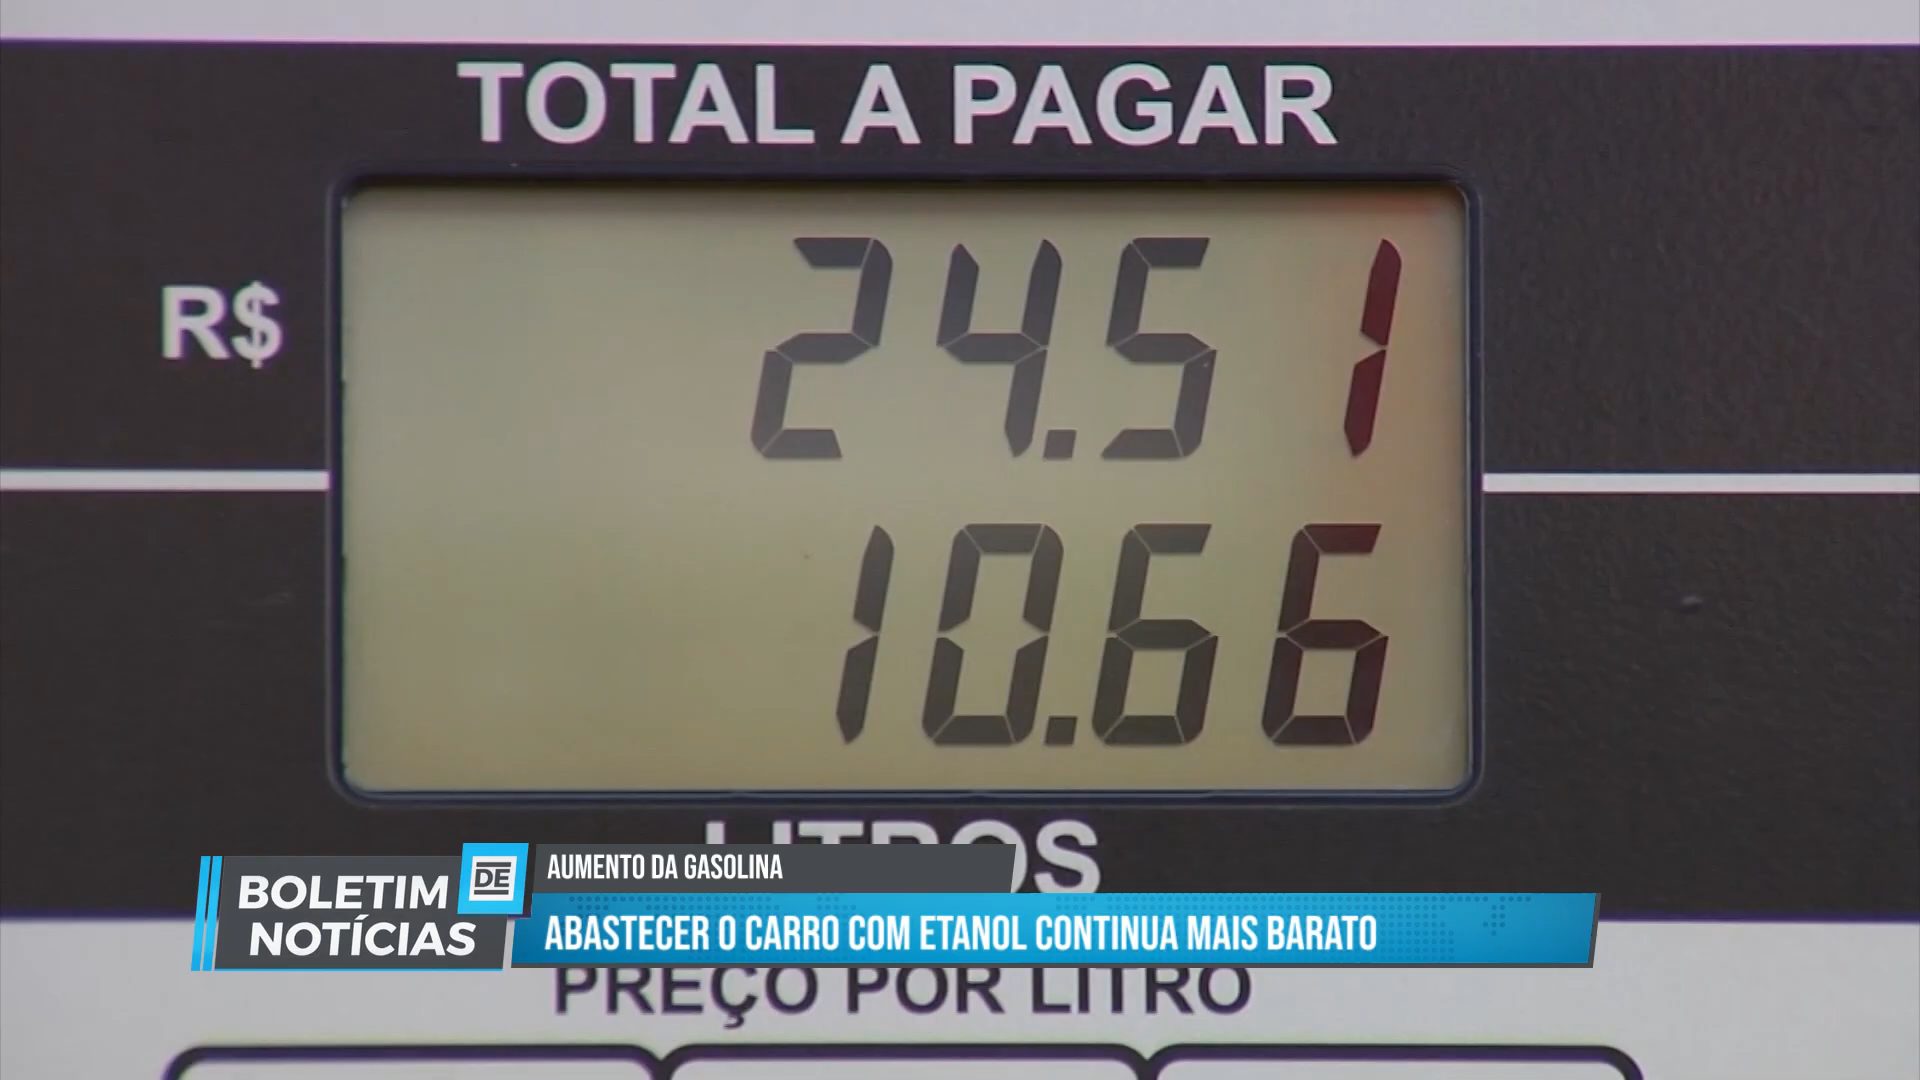 TOTAL A PAGAR
R$
24.51
10.66
LITROS
BOLETIM DE
NOTÍCIAS
AUMENTO DA GASOLINA
ABASTECER O CARRO COM ETANOL CONTINUA MAIS BARATO
PREÇO POR LITRO